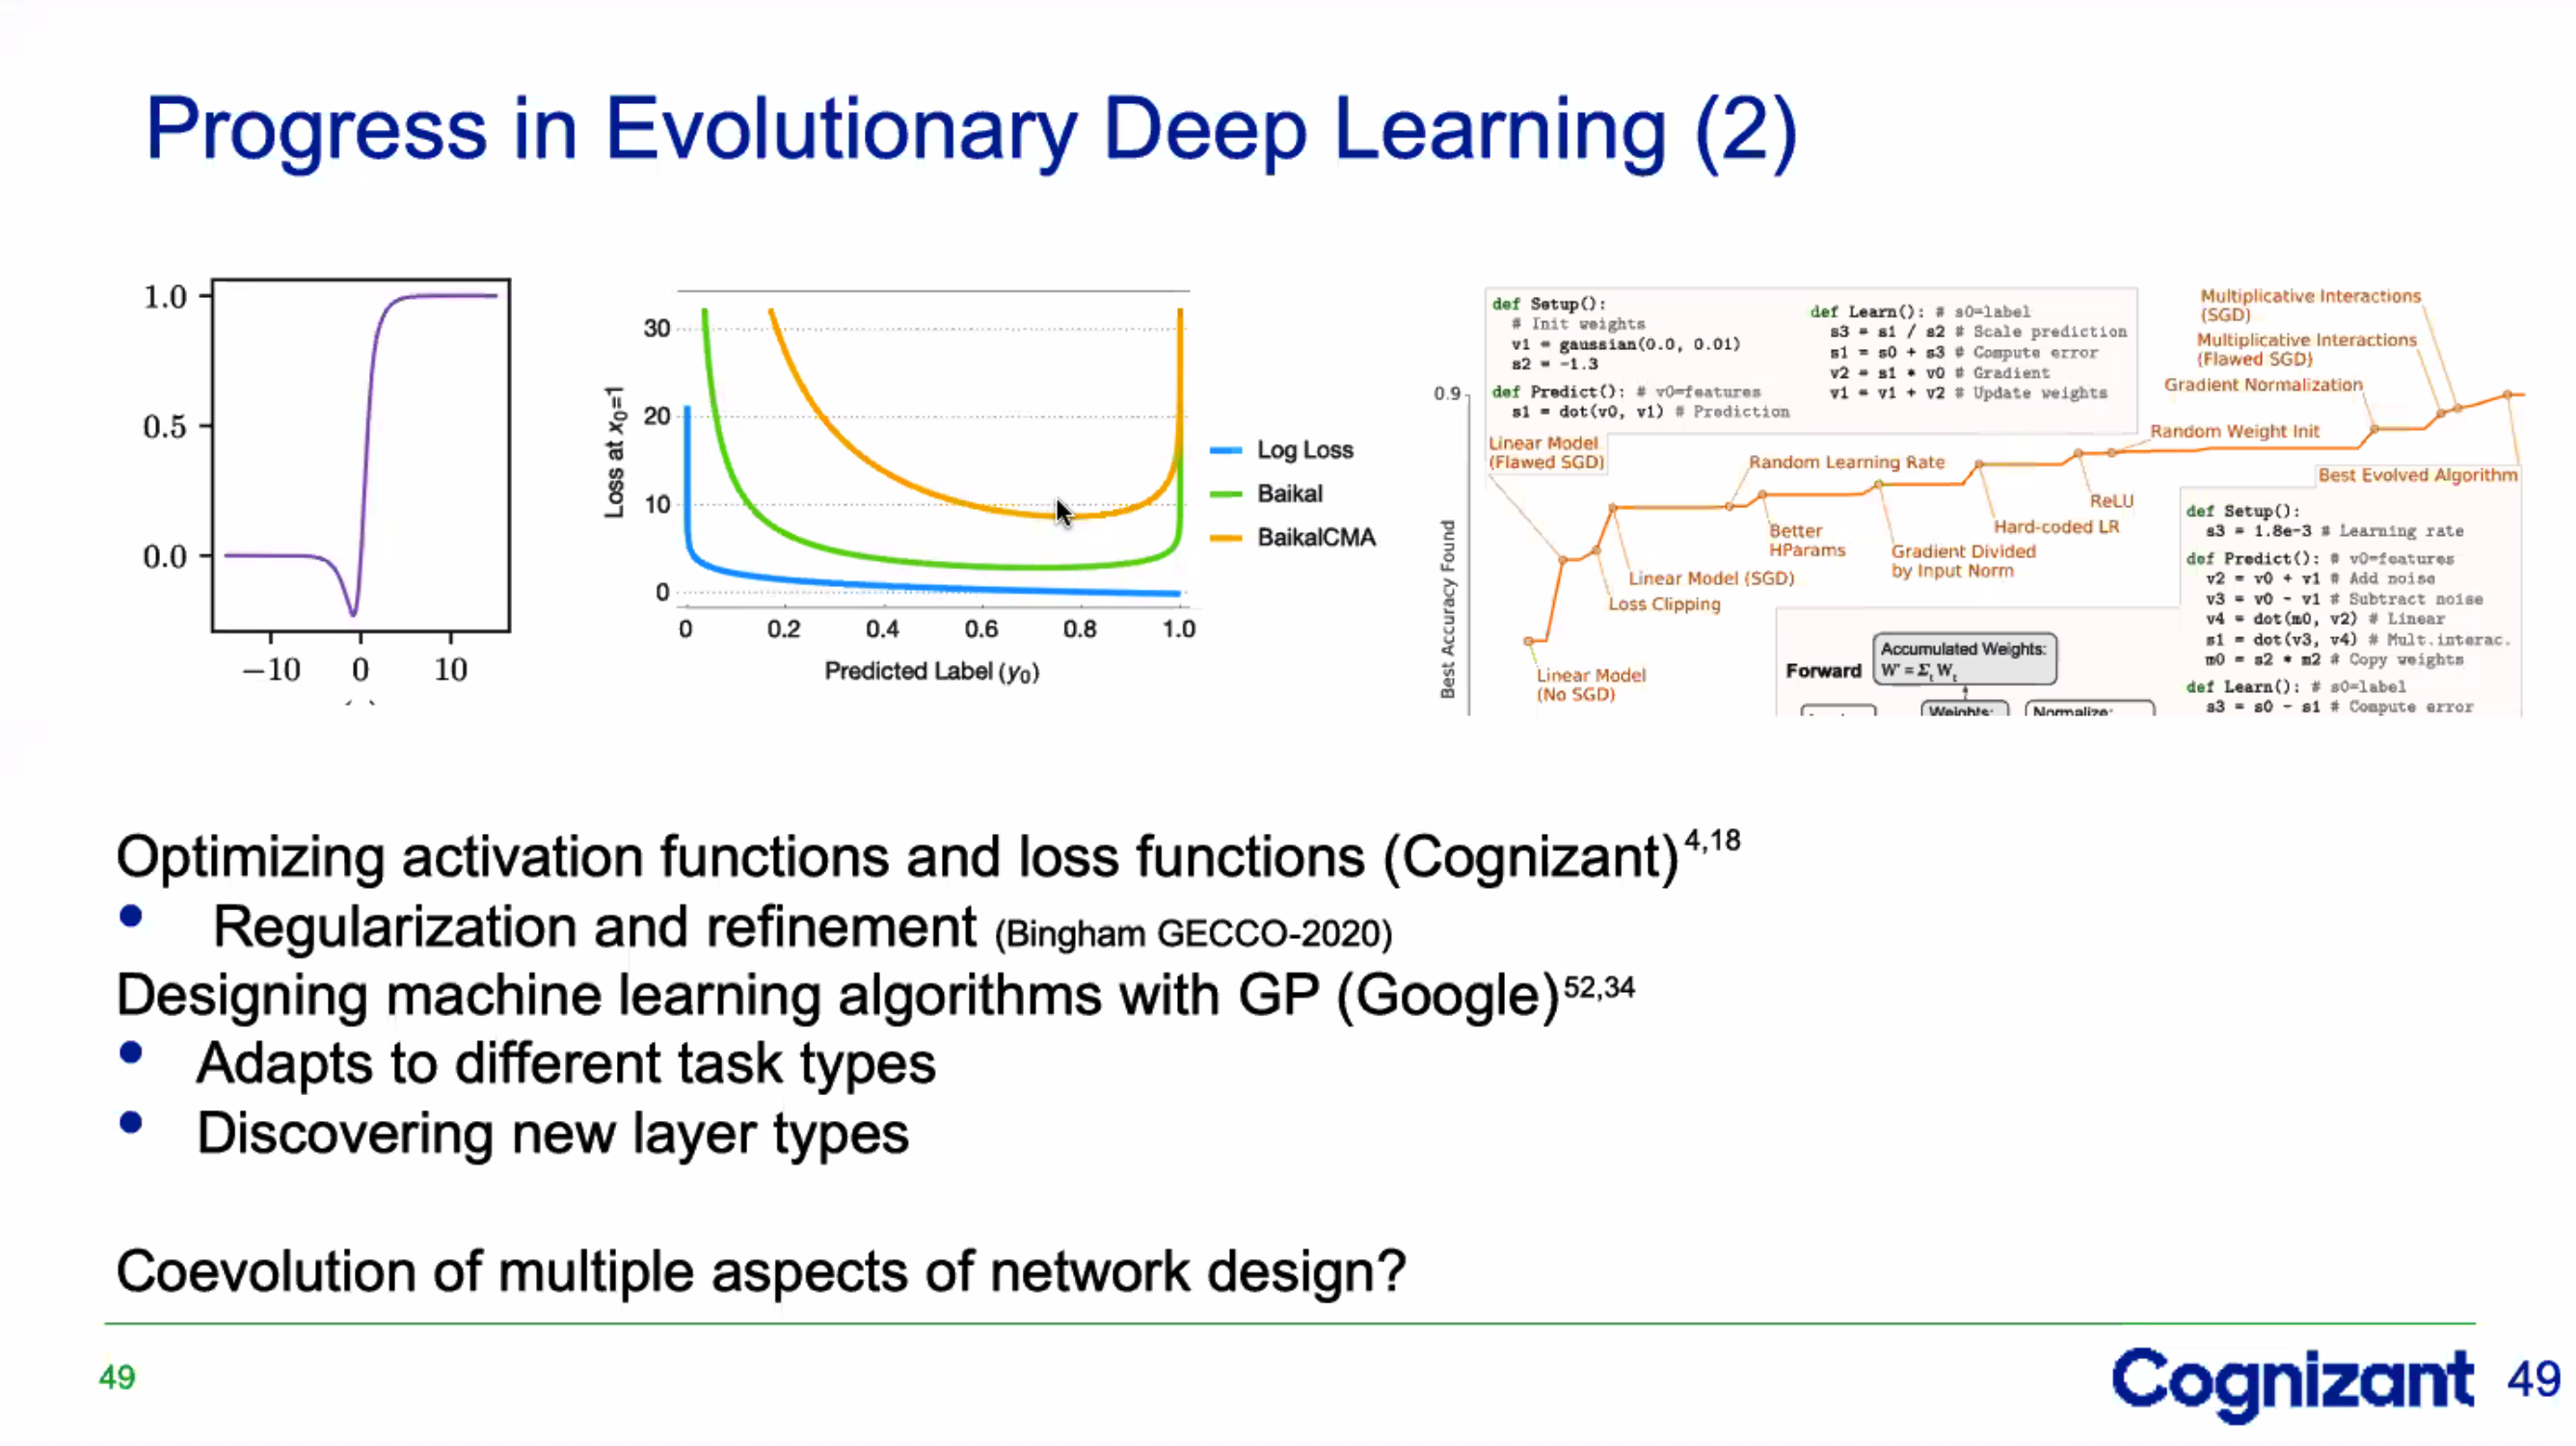 Progress in Evolutionary Deep Learning (2)
1.0
0.5
0.0
−10 0 10
Loss at x0=1
30
20
10
0
0 0.2 0.4 0.6 0.8 1.0
Predicted Label (y0)
Log Loss
Baikal
BaikalCMA
Best Accuracy Found
0.9
def Setup():
# Init weights
v1 = gaussian(0.0, 0.01)
s2 = -1.3
def Predict(): # v0=features
s1 = dot(v0, v1) # Prediction
def Learn(): # s0=label
s3 = s1 / s2 # Scale prediction
s1 = s0 + s3 # Compute error
v2 = s1 * v0 # Gradient
v1 = v1 + v2 # Update weights
Linear Model
(Flawed SGD)
Linear Model
(No SGD)
Loss Clipping
Linear Model (SGD)
Random Learning Rate
Better
HParams
Gradient Divided
by Input Norm
Hard-coded LR
ReLU
Random Weight Init
Gradient Normalization
Multiplicative Interactions
(Flawed SGD)
Multiplicative Interactions
(SGD)
Best Evolved Algorithm
def Setup():
s3 = 1.8e-3 # Learning rate
def Predict(): # v0=features
v2 = v0 + v1 # Add noise
v3 = v0 - v1 # Subtract noise
v4 = dot(m0, v2) # Linear
s1 = dot(v3, v4) # Mult.interac.
m0 = s2 * m2 # Copy weights
def Learn(): # s0=label
s3 = s0 - s1 # Compute error
Forward
Accumulated Weights:
W' = Σt Wt
Weights:
Normalize:
Optimizing activation functions and loss functions (Cognizant)4,18
• Regularization and refinement (Bingham GECCO-2020)
Designing machine learning algorithms with GP (Google)52,34
• Adapts to different task types
• Discovering new layer types
Coevolution of multiple aspects of network design?
49
Cognizant 49